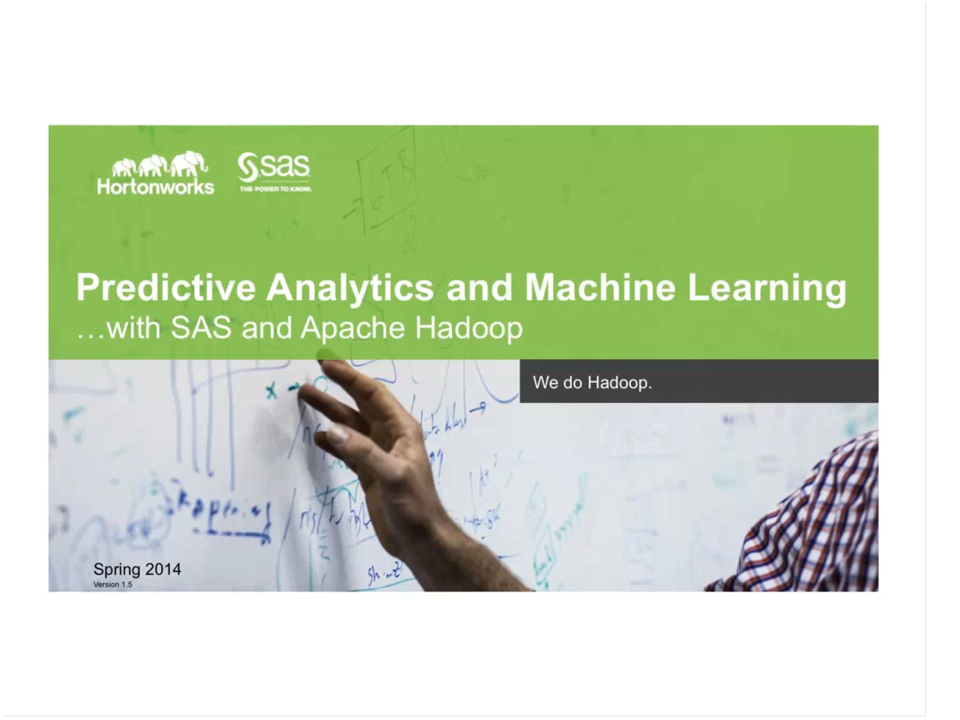 Hortonworks
sas
THE POWER TO KNOW.
Predictive Analytics and Machine Learning
…with SAS and Apache Hadoop
We do Hadoop.
Spring 2014
Version 1.5